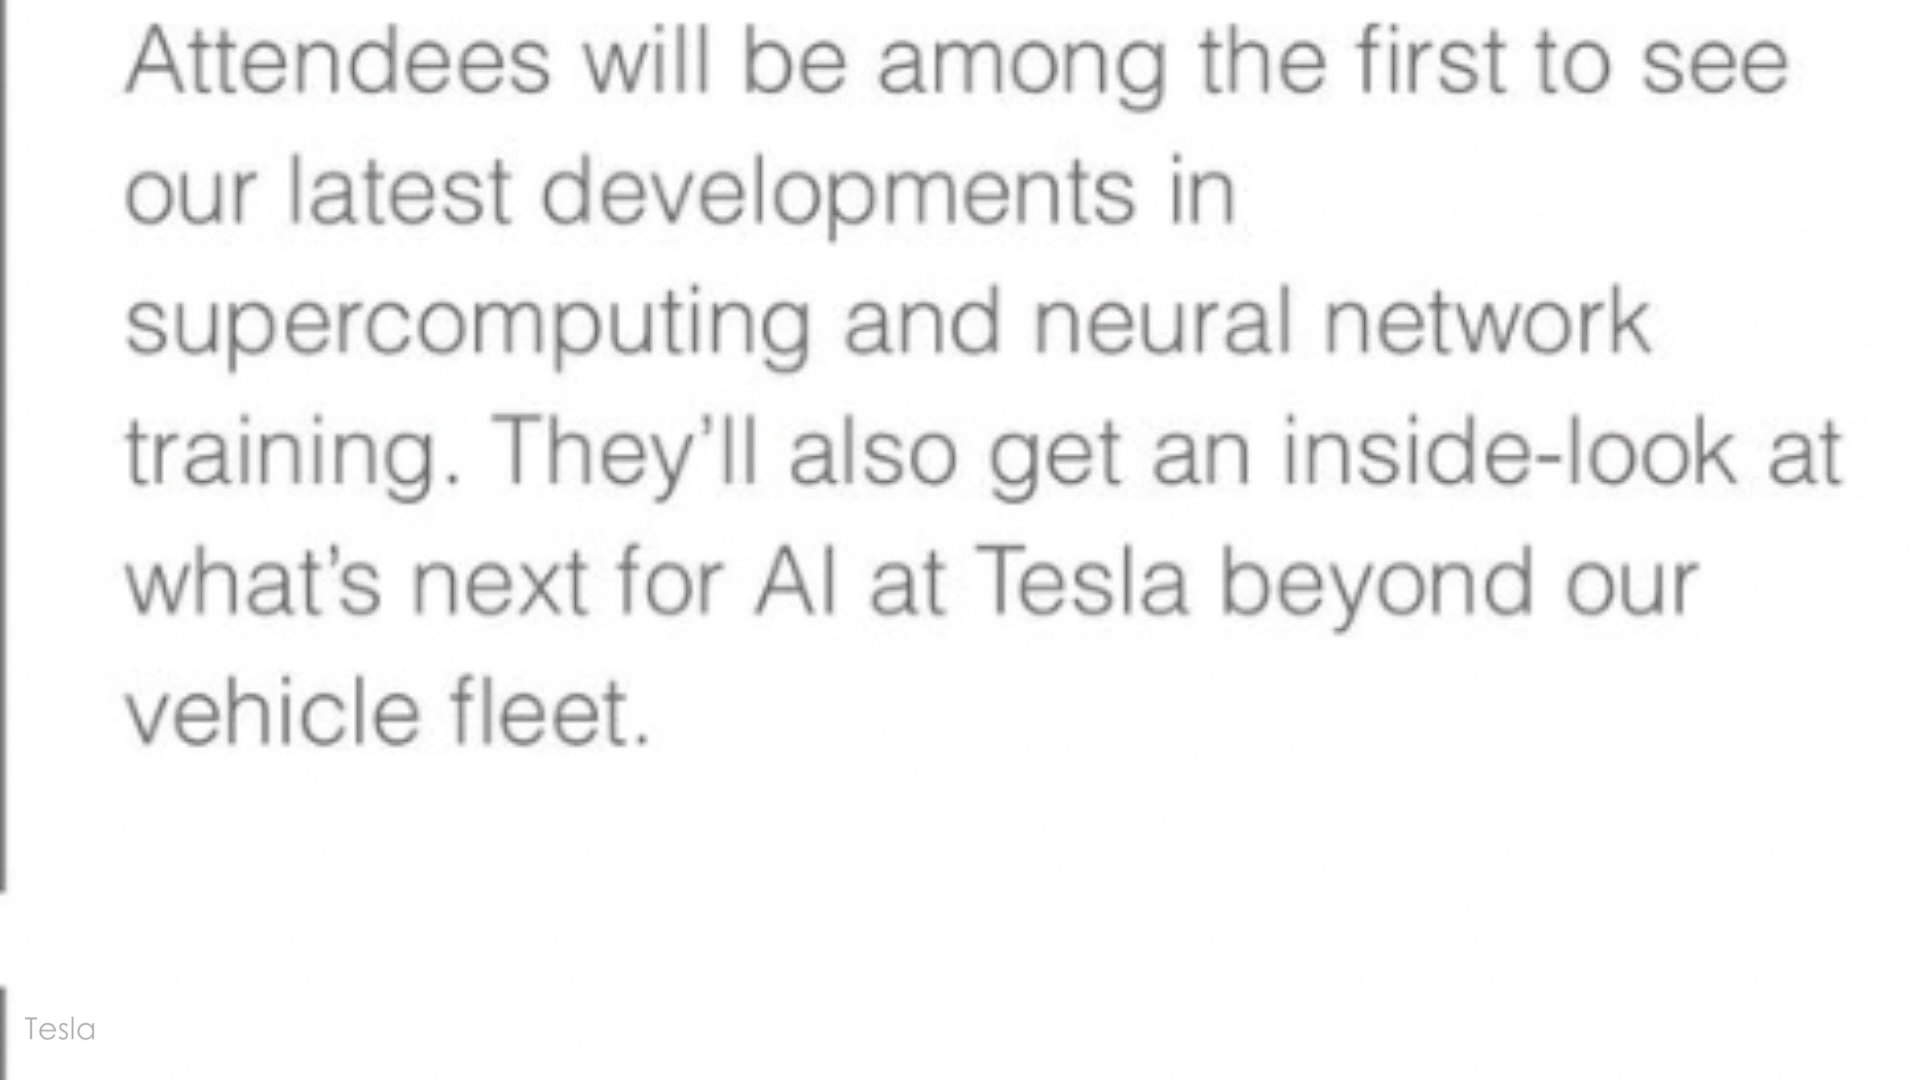 Attendees will be among the first to see
our latest developments in
supercomputing and neural network
training. They’ll also get an inside-look at
what’s next for AI at Tesla beyond our
vehicle fleet.
Tesla